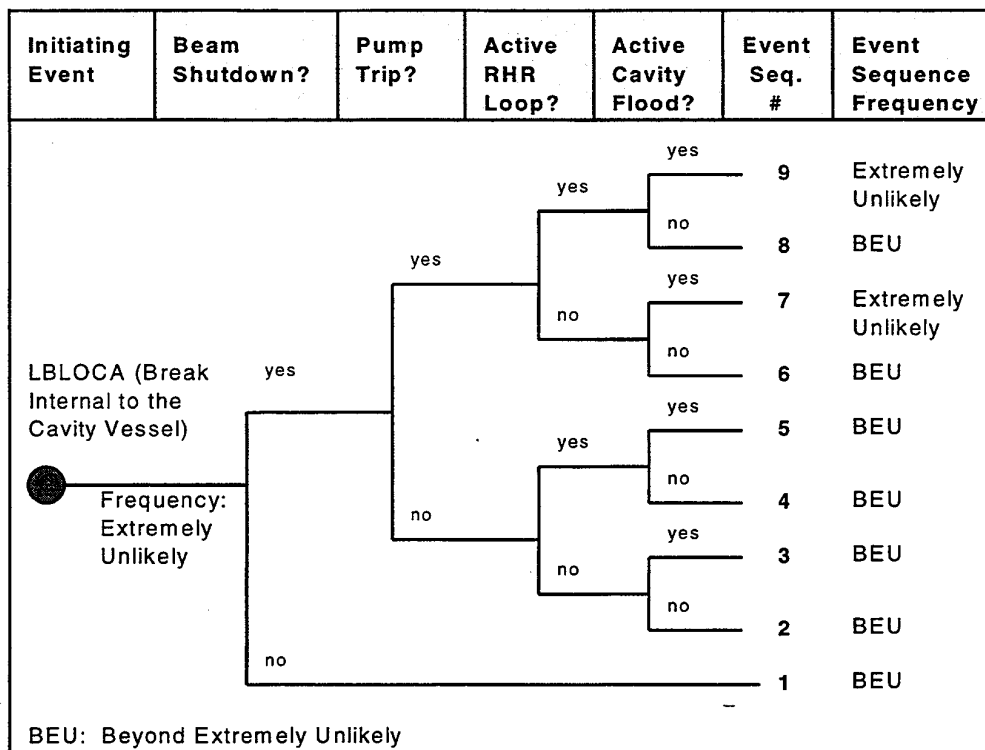 Initiating Event
Beam Shutdown?
Pump Trip?
Active RHR Loop?
Active Cavity Flood?
Event Seq. #
Event Sequence Frequency
yes
9
Extremely
Unlikely
yes
no
8
BEU
yes
yes
7
Extremely
Unlikely
no
no
6
BEU
LBLOCA (Break
Internal to the
Cavity Vessel)
yes
yes
5
BEU
yes
no
4
BEU
Frequency:
Extremely
Unlikely
no
yes
3
BEU
no
no
2
BEU
no
1
BEU
BEU: Beyond Extremely Unlikely